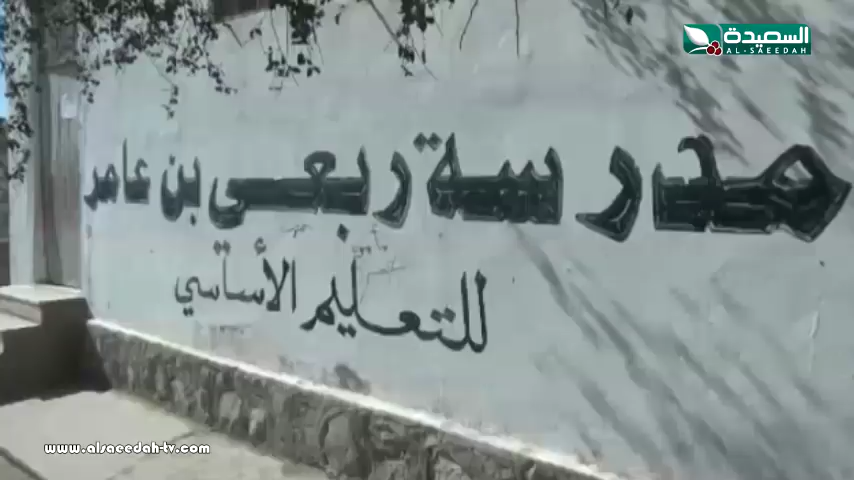 السعيدة
AL-SAEEDAH
مدرسة ربعي بن عامر
للتعليم الأساسي
www.alsaeedah-tv.com